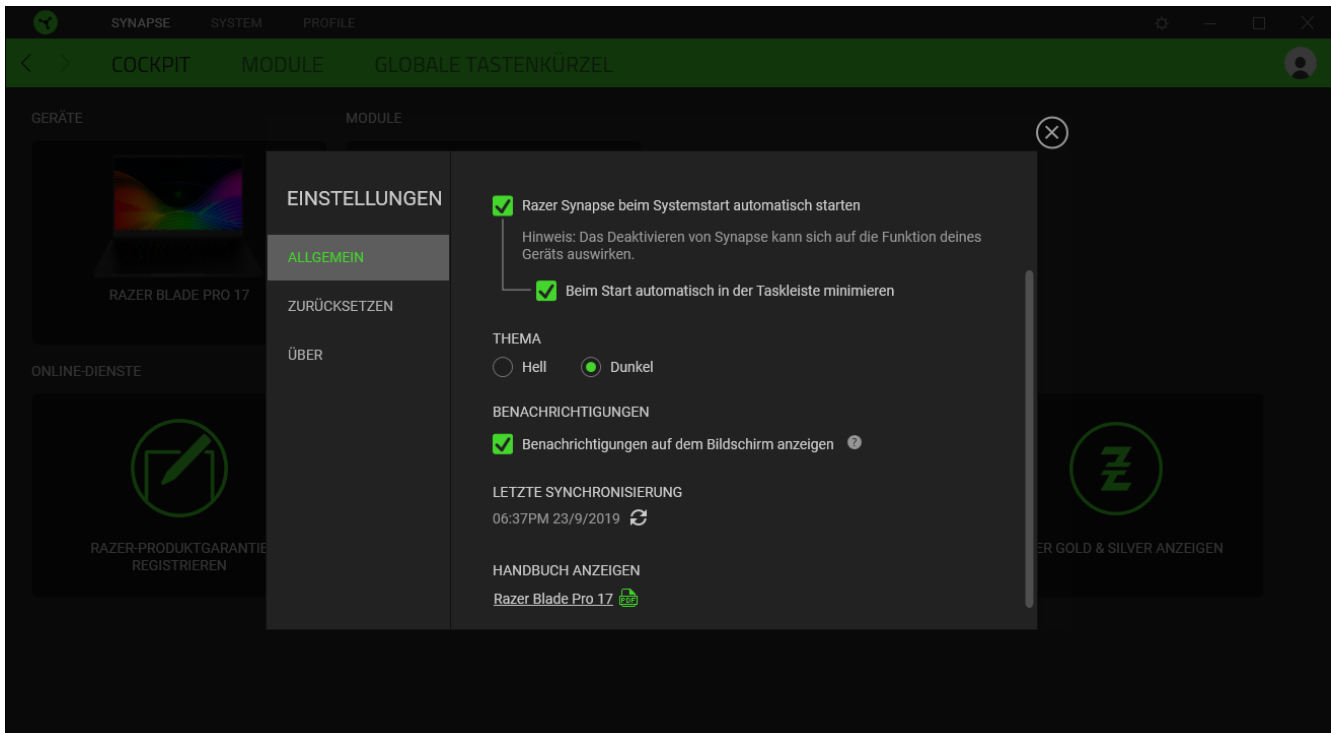 SYNAPSE SYSTEM PROFILE
COCKPIT MODULE GLOBALE TASTENKÜRZEL
GERÄTE MODULE
RAZER BLADE PRO 17
ONLINE-DIENSTE
RAZER-PRODUKTGARANTIE
REGISTRIEREN
ER GOLD & SILVER ANZEIGEN
EINSTELLUNGEN
ALLGEMEIN
ZURÜCKSETZEN
ÜBER
Razer Synapse beim Systemstart automatisch starten
Hinweis: Das Deaktivieren von Synapse kann sich auf die Funktion deines
Geräts auswirken.
Beim Start automatisch in der Taskleiste minimieren
THEMA
Hell Dunkel
BENACHRICHTIGUNGEN
Benachrichtigungen auf dem Bildschirm anzeigen ?
LETZTE SYNCHRONISIERUNG
06:37PM 23/9/2019
HANDBUCH ANZEIGEN
Razer Blade Pro 17 PDF